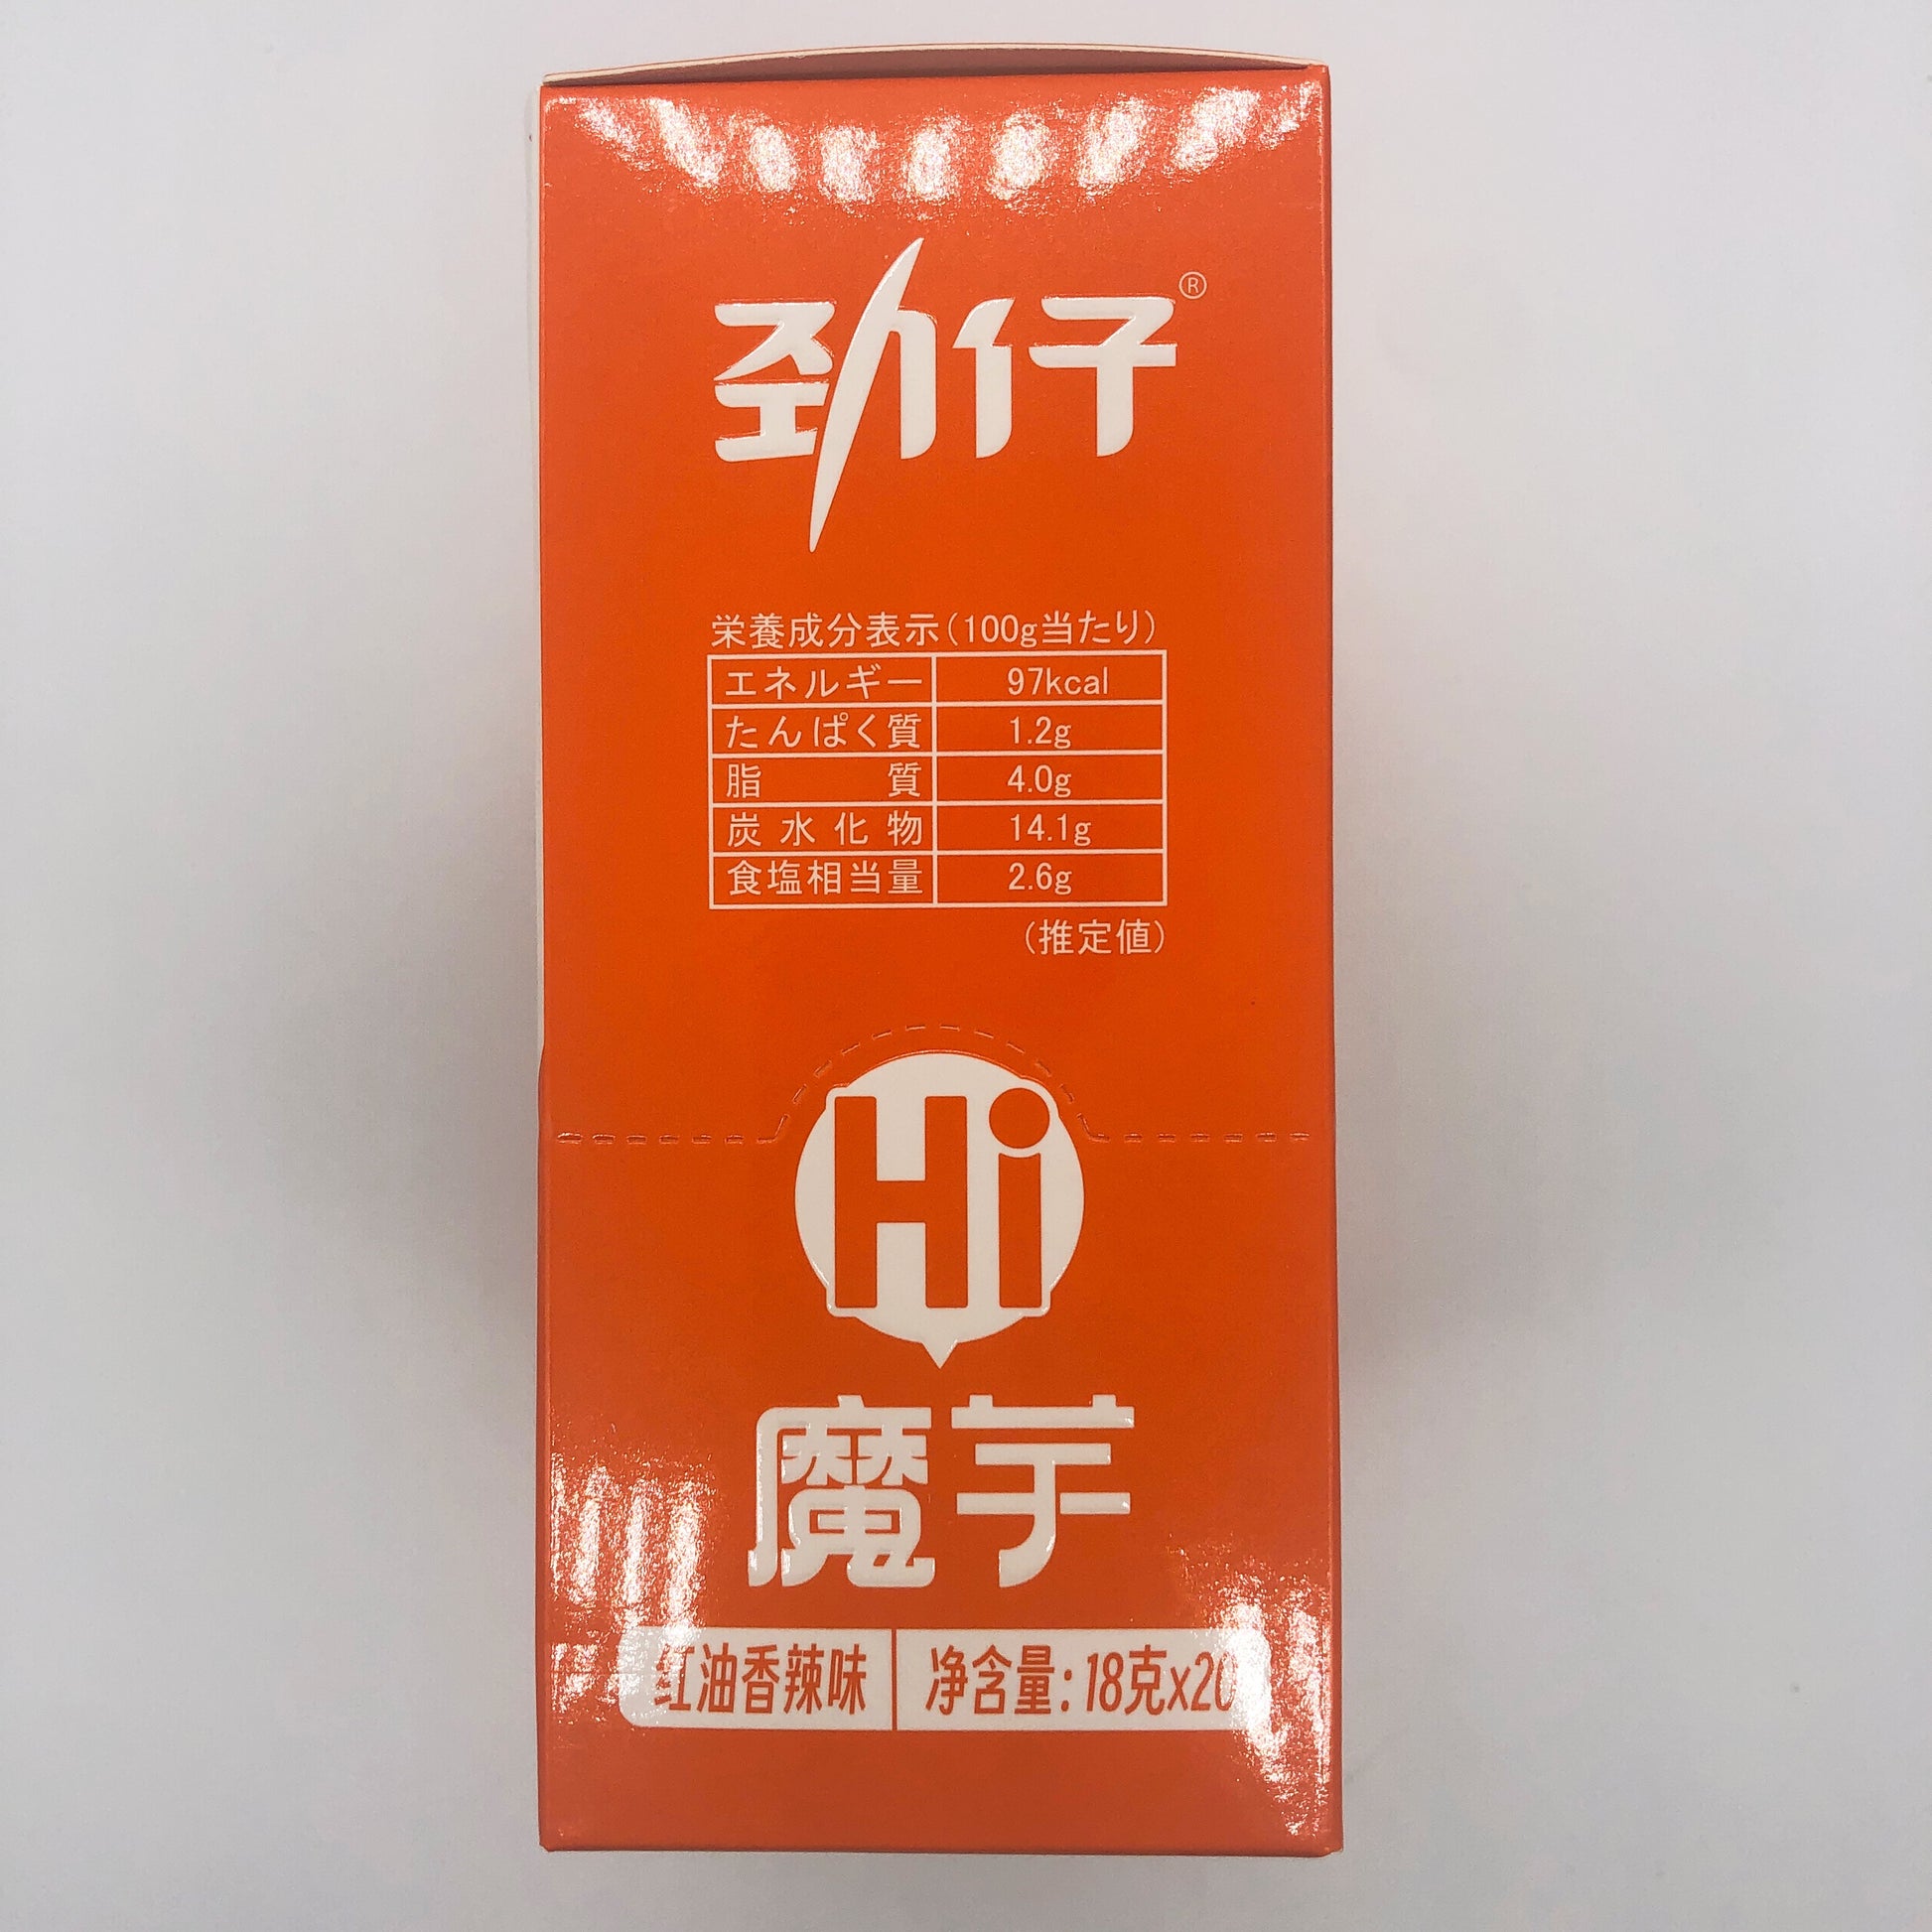 劲仔®
栄養成分表示(100g当たり)
エネルギー 97kcal
たんぱく質 1.2g
脂質 4.0g
炭水化物 14.1g
食塩相当量 2.6g
(推定値)
Hi
魔芋
红油香辣味 净含量:18克x20